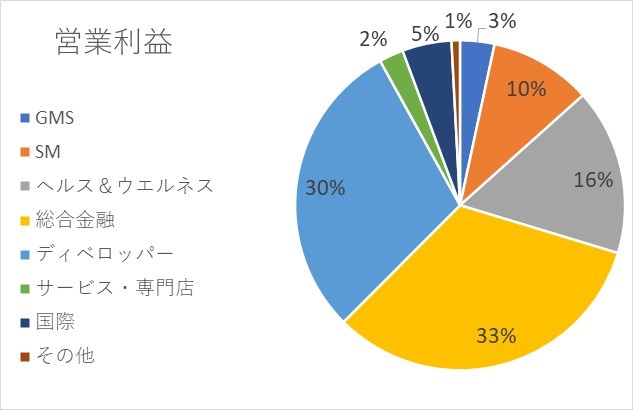 営業利益
GMS
SM
ヘルス＆ウエルネス
総合金融
ディベロッパー
サービス・専門店
国際
その他
3%
10%
16%
33%
30%
2%
5%
1%